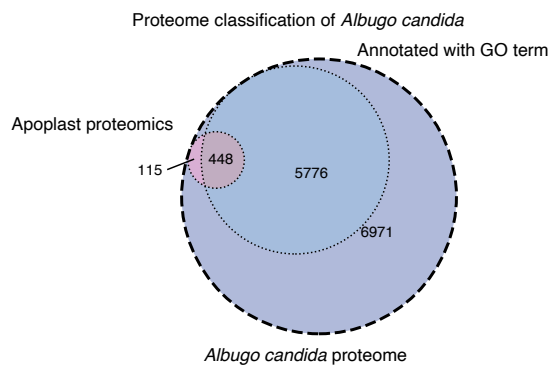 Proteome classification of Albugo candida
Annotated with GO term
Apoplast proteomics
115
448
5776
6971
Albugo candida proteome